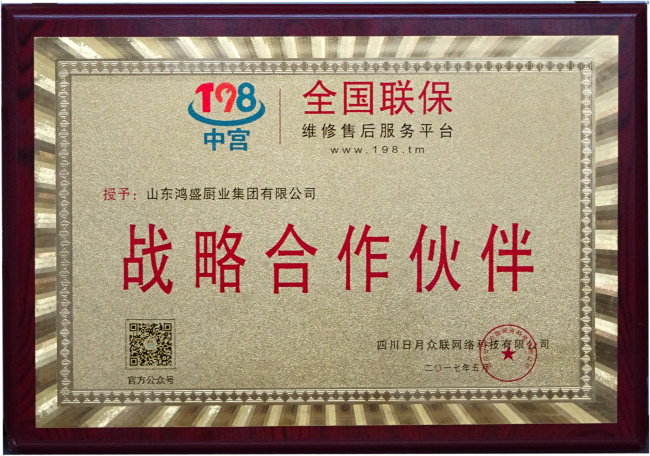 198
中宫
全国联保
维修售后服务平台
www.198.tm
授予：山东鸿盛厨业集团有限公司
战略合作伙伴
官方公众号
四川日月众联网络科技有限公司
二〇一七年五月